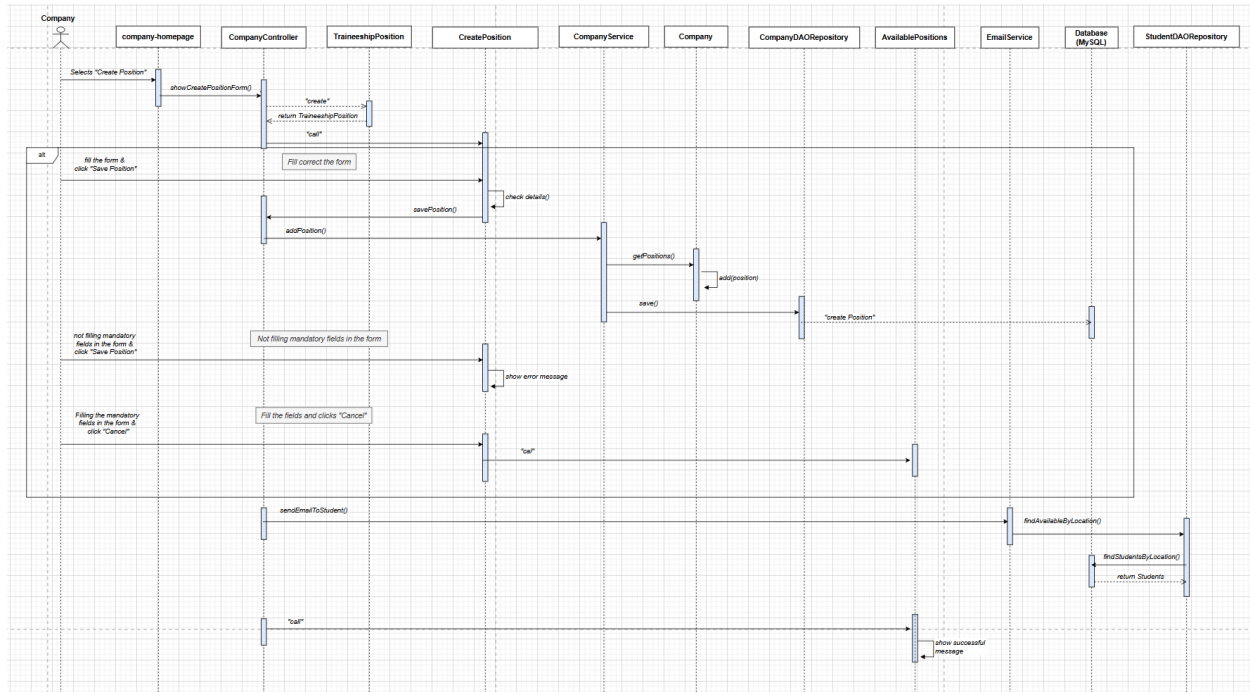 Company
company-homepage
CompanyController
TraineeshipPosition
CreatePosition
CompanyService
Company
CompanyDAORepository
AvailablePositions
EmailService
Database
(MySQL)
StudentDAORepository
Selects "Create Position"
showCreatePositionForm()
"create"
return TraineeshipPosition
"call"
alt
fill the form &
click "Save Position"
Fill correct the form
check details()
savePosition()
addPosition()
getPositions()
add(position)
save()
"create Position"
not filling mandatory
fields in the form &
click "Save Position"
Not filling mandatory fields in the form
show error message
Filling the mandatory
fields in the form &
click "Cancel"
Fill the fields and clicks "Cancel"
"cal"
sendEmailToStudent()
findAvailableByLocation()
findStudentsByLocation()
return Students
"call"
show successful
message